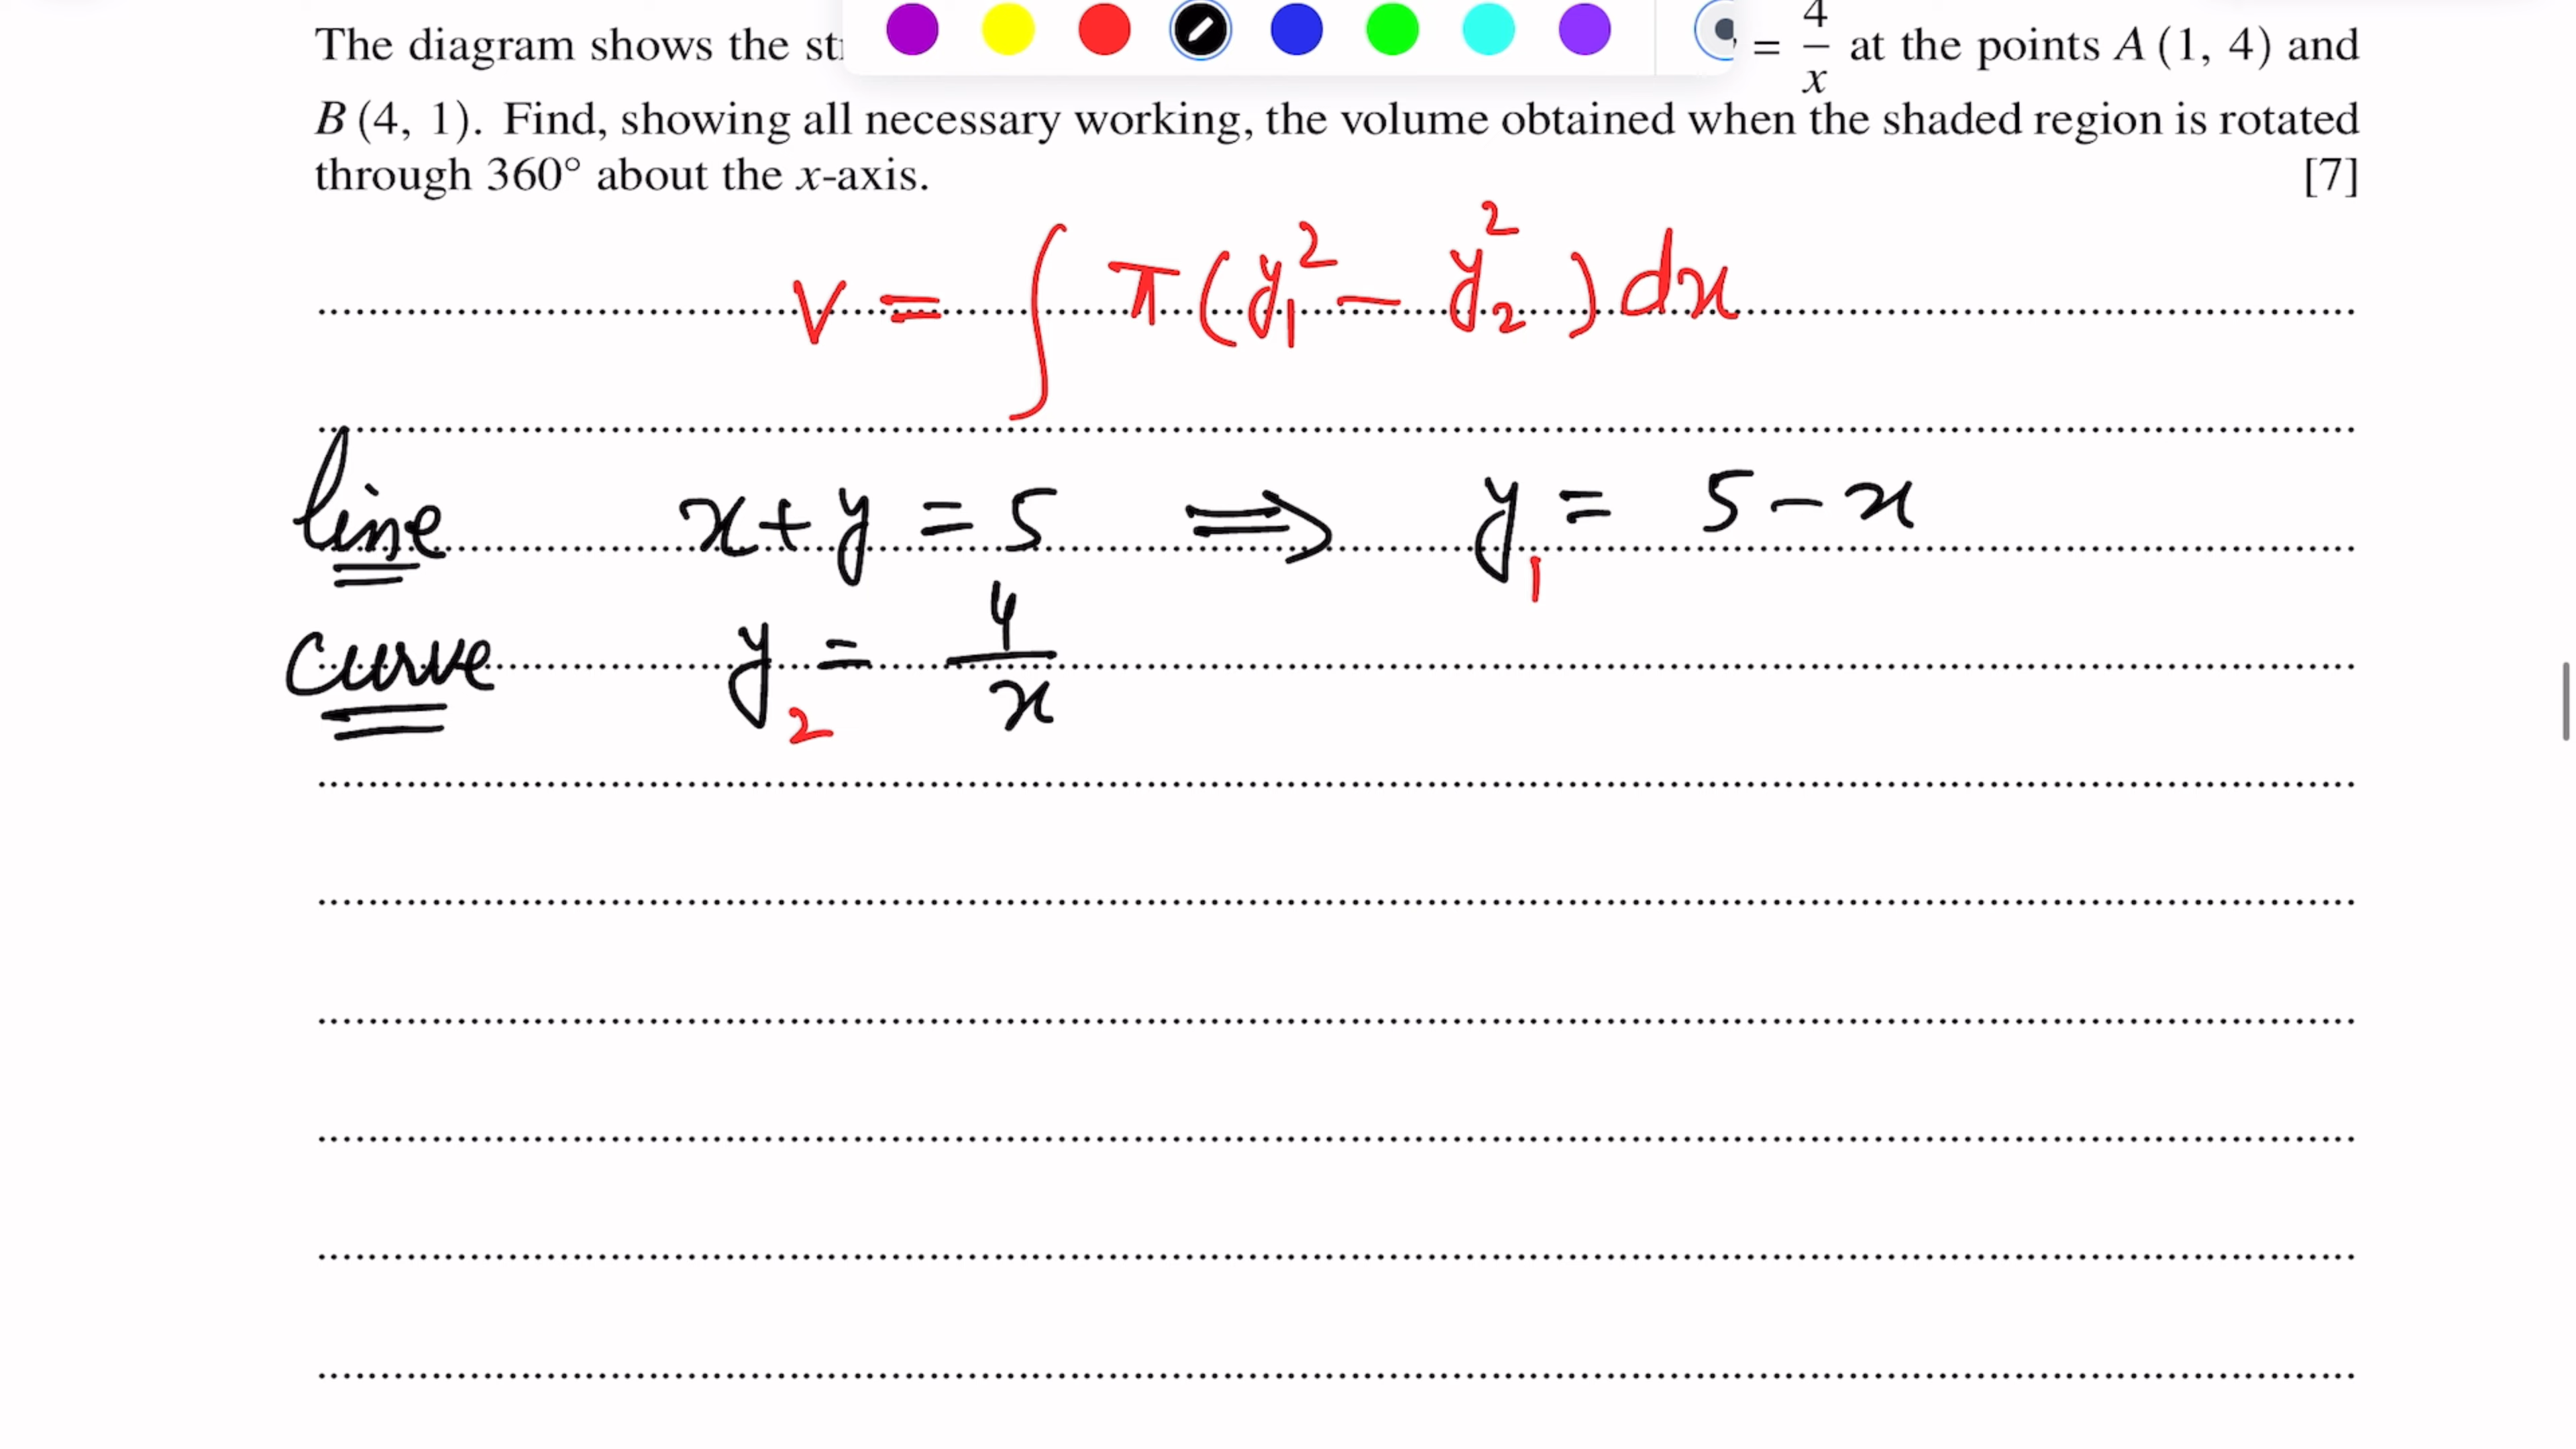 The diagram shows the = 4/x at the points A (1, 4) and
B (4, 1). Find, showing all necessary working, the volume obtained when the shaded region is rotated
through 360° about the x-axis. [7]
V = ∫ π(y₁² − y₂²) dx
line x + y = 5 ⟹ y₁ = 5 − x
curve y₂ = 4/x